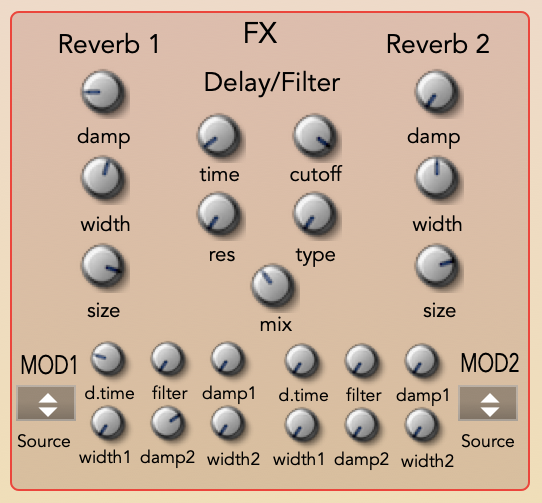 FX
Reverb 1
Reverb 2
Delay/Filter
damp
damp
time
cutoff
width
width
res
type
size
size
mix
MOD1
MOD2
d.time
filter
damp1
d.time
filter
damp1
Source
Source
width1
damp2
width2
width1
damp2
width2